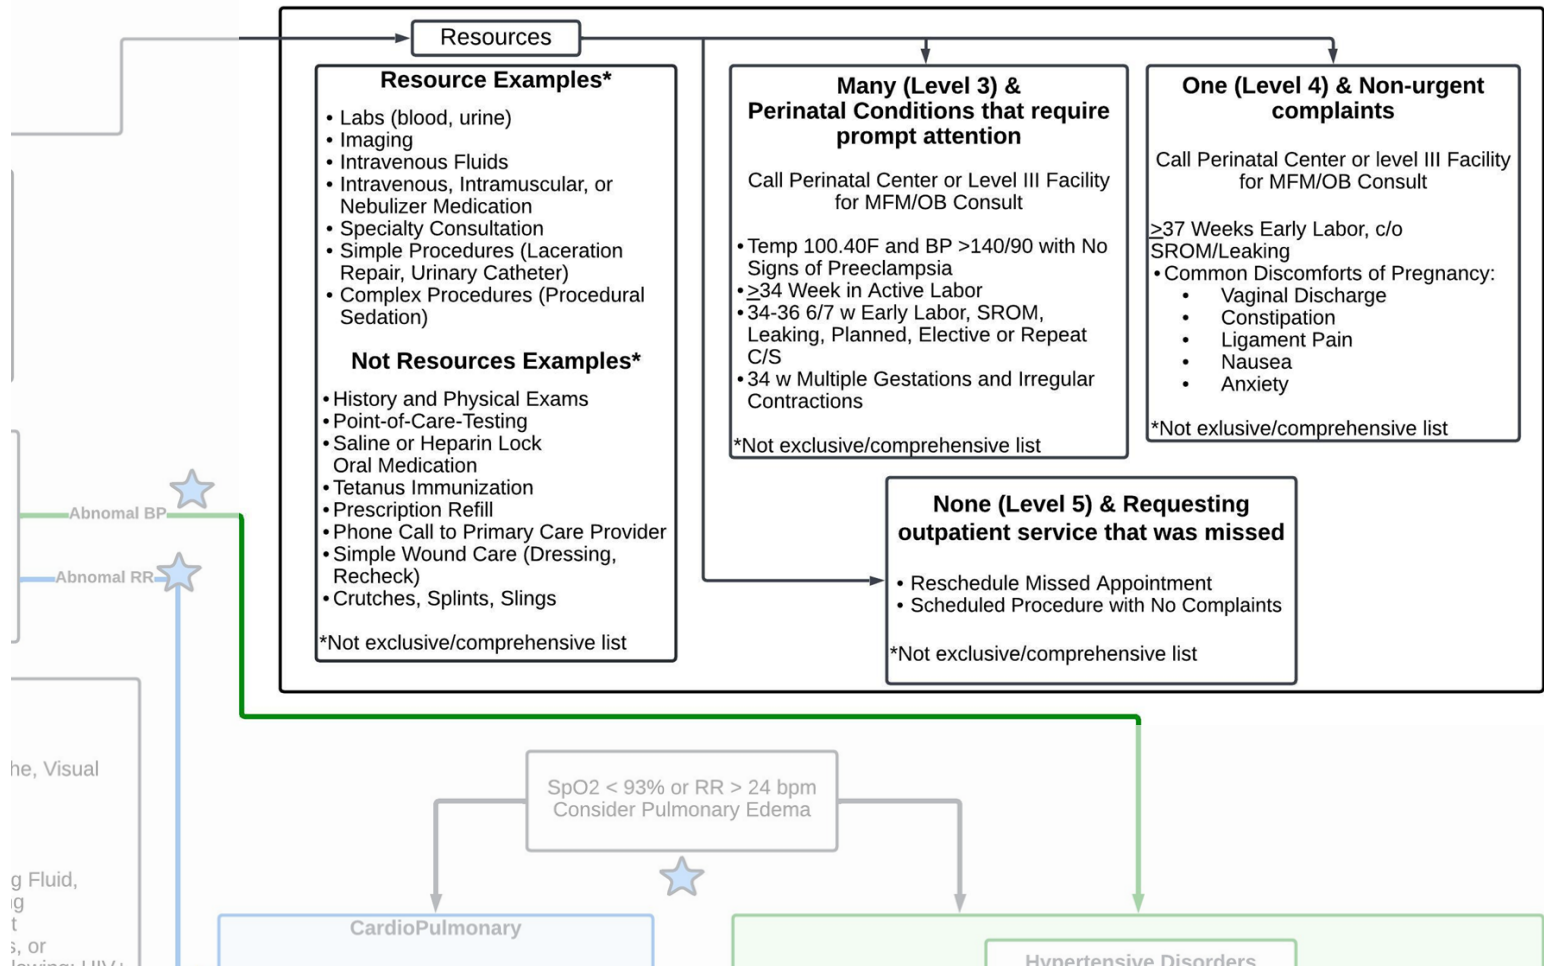 Resources
Resource Examples*
• Labs (blood, urine)
• Imaging
• Intravenous Fluids
• Intravenous, Intramuscular, or
Nebulizer Medication
• Specialty Consultation
• Simple Procedures (Laceration
Repair, Urinary Catheter)
• Complex Procedures (Procedural
Sedation)
Not Resources Examples*
• History and Physical Exams
• Point-of-Care-Testing
• Saline or Heparin Lock
Oral Medication
• Tetanus Immunization
• Prescription Refill
• Phone Call to Primary Care Provider
• Simple Wound Care (Dressing,
Recheck)
• Crutches, Splints, Slings
*Not exclusive/comprehensive list
Many (Level 3) &
Perinatal Conditions that require
prompt attention
Call Perinatal Center or Level III Facility
for MFM/OB Consult
• Temp 100.40F and BP >140/90 with No
Signs of Preeclampsia
• >34 Week in Active Labor
• 34-36 6/7 w Early Labor, SROM,
Leaking, Planned, Elective or Repeat
C/S
• 34 w Multiple Gestations and Irregular
Contractions
*Not exclusive/comprehensive list
One (Level 4) & Non-urgent
complaints
Call Perinatal Center or level III Facility
for MFM/OB Consult
>37 Weeks Early Labor, c/o
SROM/Leaking
• Common Discomforts of Pregnancy:
• Vaginal Discharge
• Constipation
• Ligament Pain
• Nausea
• Anxiety
*Not exlusive/comprehensive list
None (Level 5) & Requesting
outpatient service that was missed
• Reschedule Missed Appointment
• Scheduled Procedure with No Complaints
*Not exclusive/comprehensive list
Abnomal BP
Abnomal RR
he, Visual
g Fluid,
g
t
s, or
SpO2 < 93% or RR > 24 bpm
Consider Pulmonary Edema
CardioPulmonary
Hypertensive Disorders